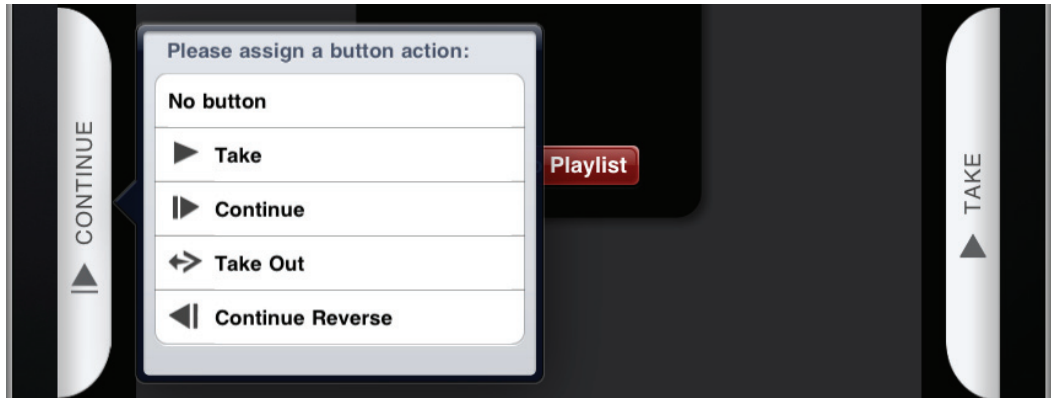 CONTINUE
Please assign a button action:
No button
Take
Continue
Take Out
Continue Reverse
Playlist
TAKE